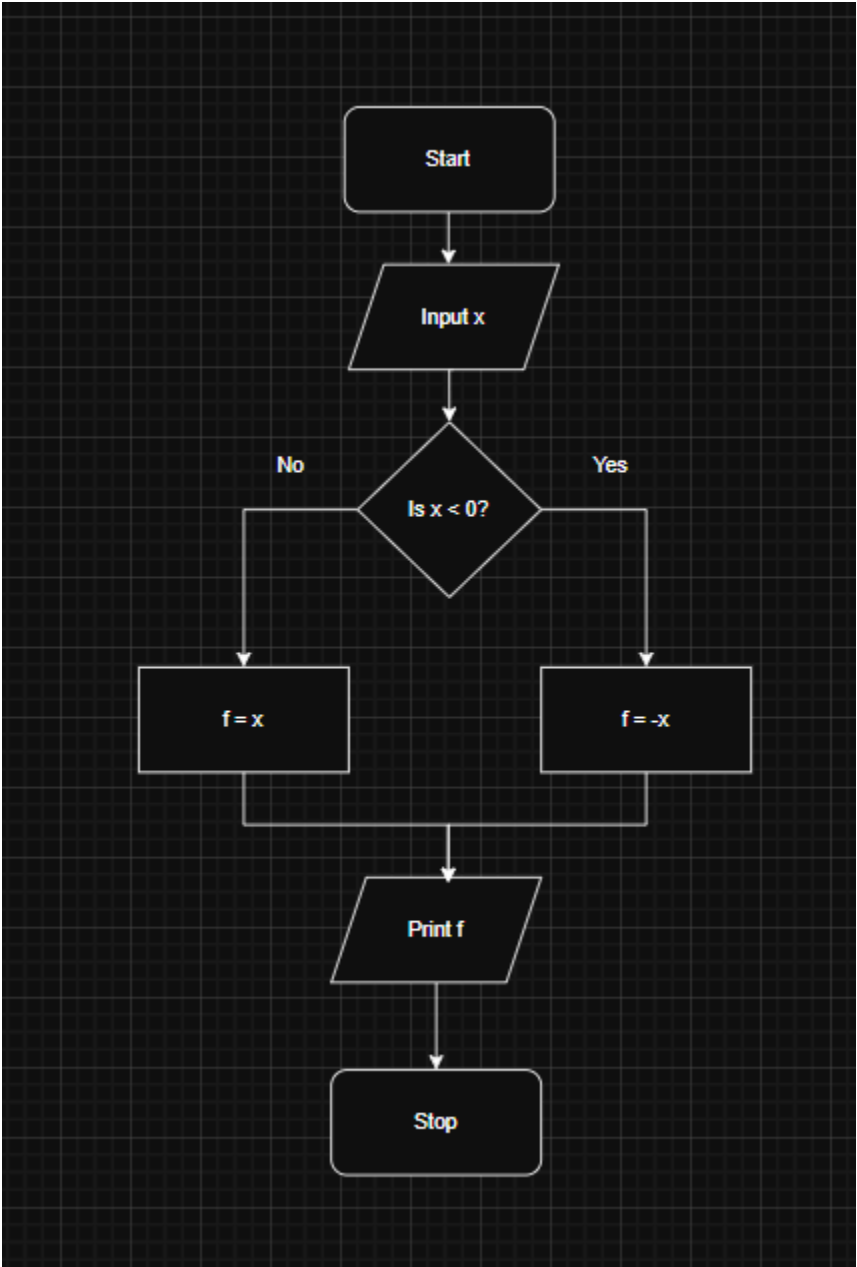 Start
Input x
No
Yes
Is x < 0?
f = x
f = -x
Print f
Stop